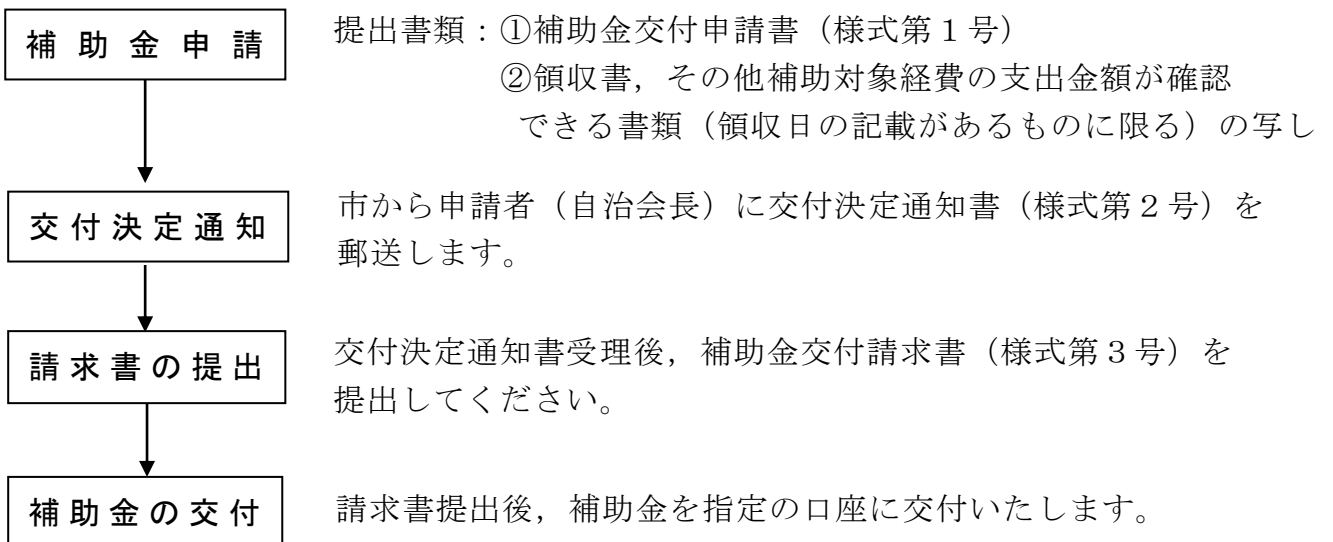 補助金申請
提出書類：①補助金交付申請書（様式第１号）
②領収書，その他補助対象経費の支出金額が確認
できる書類（領収日の記載があるものに限る）の写し
交付決定通知
市から申請者（自治会長）に交付決定通知書（様式第２号）を
郵送します。
請求書の提出
交付決定通知書受理後，補助金交付請求書（様式第３号）を
提出してください。
補助金の交付
請求書提出後，補助金を指定の口座に交付いたします。